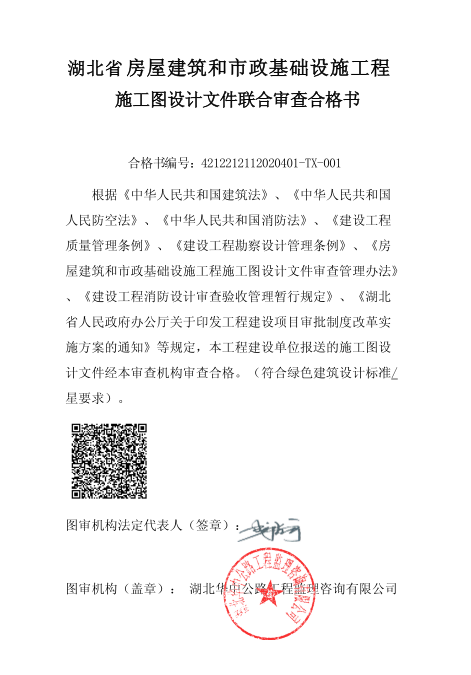 湖北省房屋建筑和市政基础设施工程
施工图设计文件联合审查合格书
合格书编号：4212212112020401-TX-001
根据《中华人民共和国建筑法》、《中华人民共和国
人民防空法》、《中华人民共和国消防法》、《建设工程
质量管理条例》、《建设工程勘察设计管理条例》、《房
屋建筑和市政基础设施工程施工图设计文件审查管理办法》
、《建设工程消防设计审查验收管理暂行规定》、《湖北
省人民政府办公厅关于印发工程建设项目审批制度改革实
施方案的通知》等规定，本工程建设单位报送的施工图设
计文件经本审查机构审查合格。（符合绿色建筑设计标准/
星要求）。
图审机构法定代表人（签章）：
图审机构（盖章）： 湖北华中公路工程监理咨询有限公司